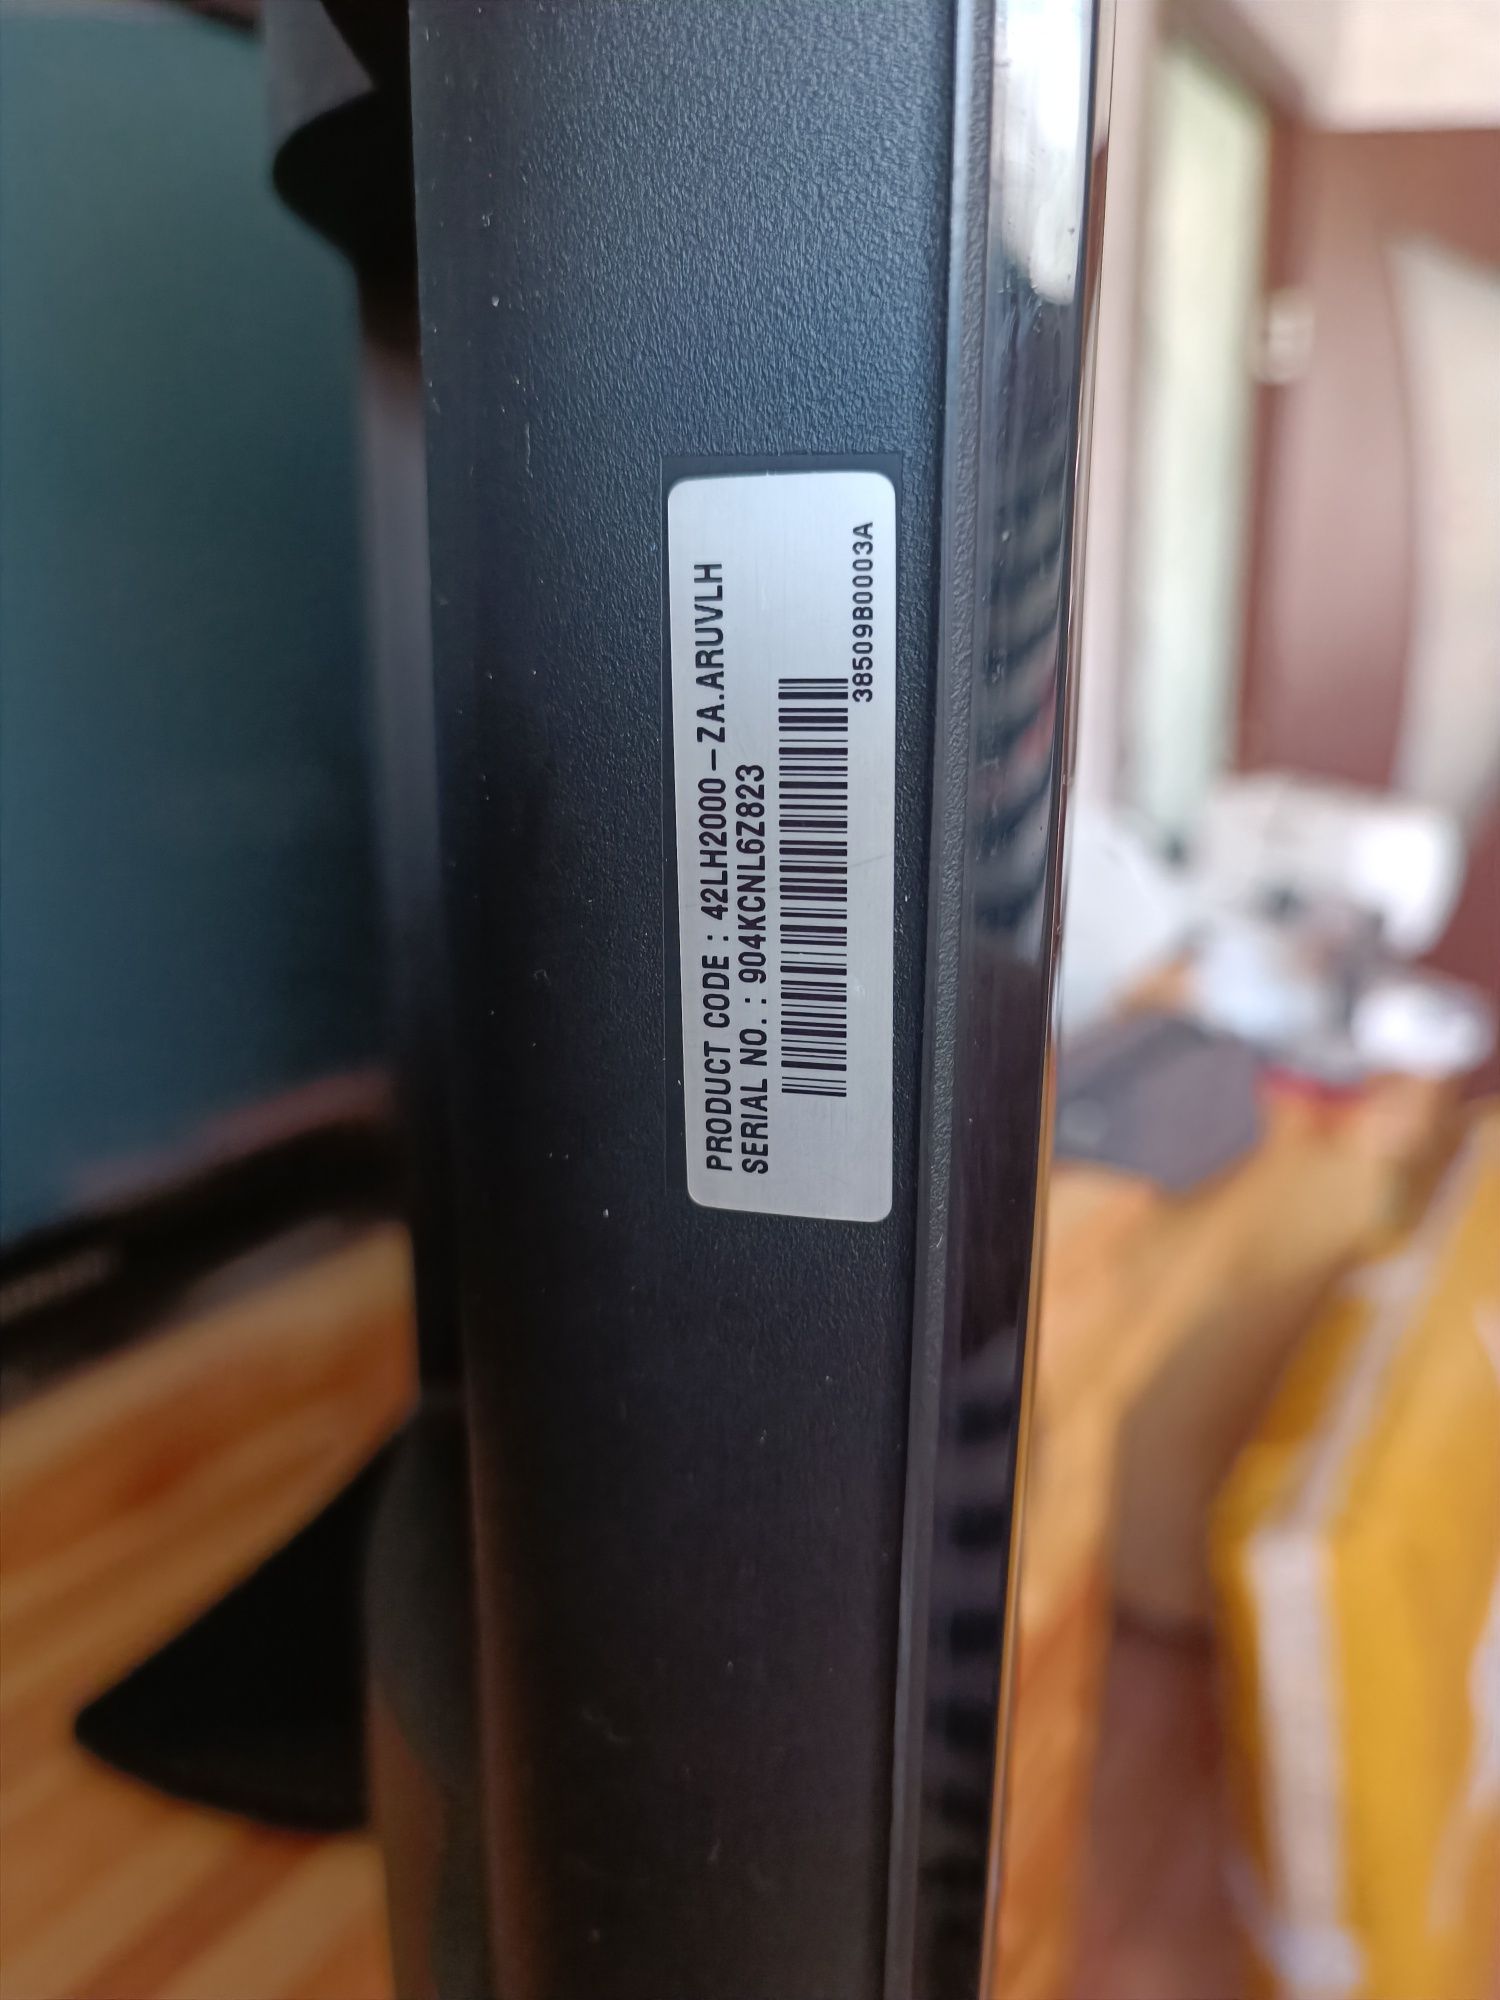 PRODUCT CODE : 42LH2000-ZA.ARUVLH
SERIAL NO. : 904KCNL6Z823
38509B0003A